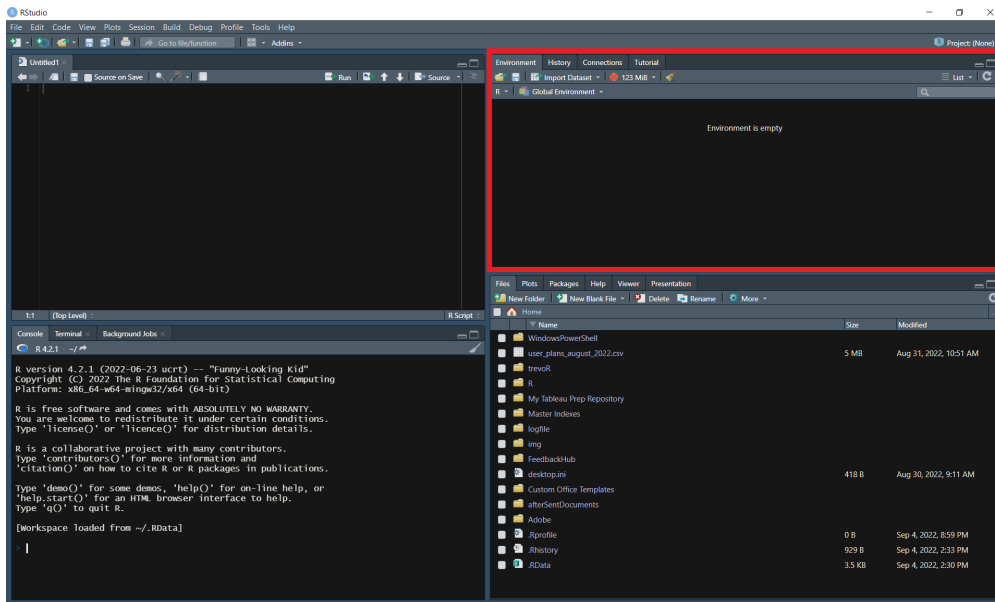 RStudio
File Edit Code View Plots Session Build Debug Profile Tools Help
Go to file/function Addins Project: (None)
Untitled1
Source on Save Run Source
1
1:1 (Top Level) R Script
Console Terminal Background Jobs
R 4.2.1 · ~/
R version 4.2.1 (2022-06-23 ucrt) -- "Funny-Looking Kid"
Copyright (C) 2022 The R Foundation for Statistical Computing
Platform: x86_64-w64-mingw32/x64 (64-bit)
R is free software and comes with ABSOLUTELY NO WARRANTY.
You are welcome to redistribute it under certain conditions.
Type 'license()' or 'licence()' for distribution details.
R is a collaborative project with many contributors.
Type 'contributors()' for more information and
'citation()' on how to cite R or R packages in publications.
Type 'demo()' for some demos, 'help()' for on-line help, or
'help.start()' for an HTML browser interface to help.
Type 'q()' to quit R.
[Workspace loaded from ~/.RData]
>
Environment History Connections Tutorial
Import Dataset 123 MiB List
R Global Environment
Environment is empty
Files Plots Packages Help Viewer Presentation
New Folder New Blank File Delete Rename More
Home
Name Size Modified
WindowsPowerShell
user_plans_august_2022.csv 5 MB Aug 31, 2022, 10:51 AM
trevoR
R
My Tableau Prep Repository
Master Indexes
logfile
img
FeedbackHub
desktop.ini 418 B Aug 30, 2022, 9:11 AM
Custom Office Templates
afterSentDocuments
Adobe
.Rprofile 0 B Sep 4, 2022, 8:59 PM
.Rhistory 929 B Sep 4, 2022, 2:33 PM
.RData 3.5 KB Sep 4, 2022, 2:30 PM